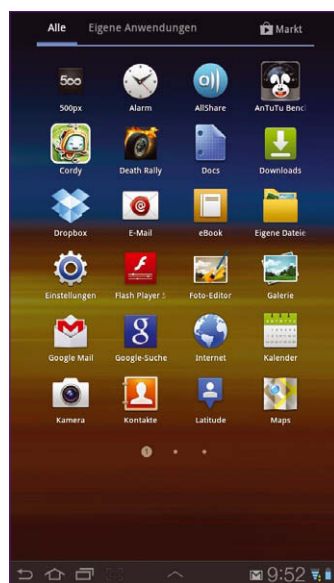 Alle Eigene Anwendungen Markt
500
all
500px Alarm AllShare AnTuTu Benc
Cordy Death Rally Docs Downloads
Dropbox E-Mail eBook Eigene Dateie
Einstellungen Flash Player S Foto-Editor Galerie
g
Google Mail Google-Suche Internet Kalender
Kamera Kontakte Latitude Maps
1
9:52